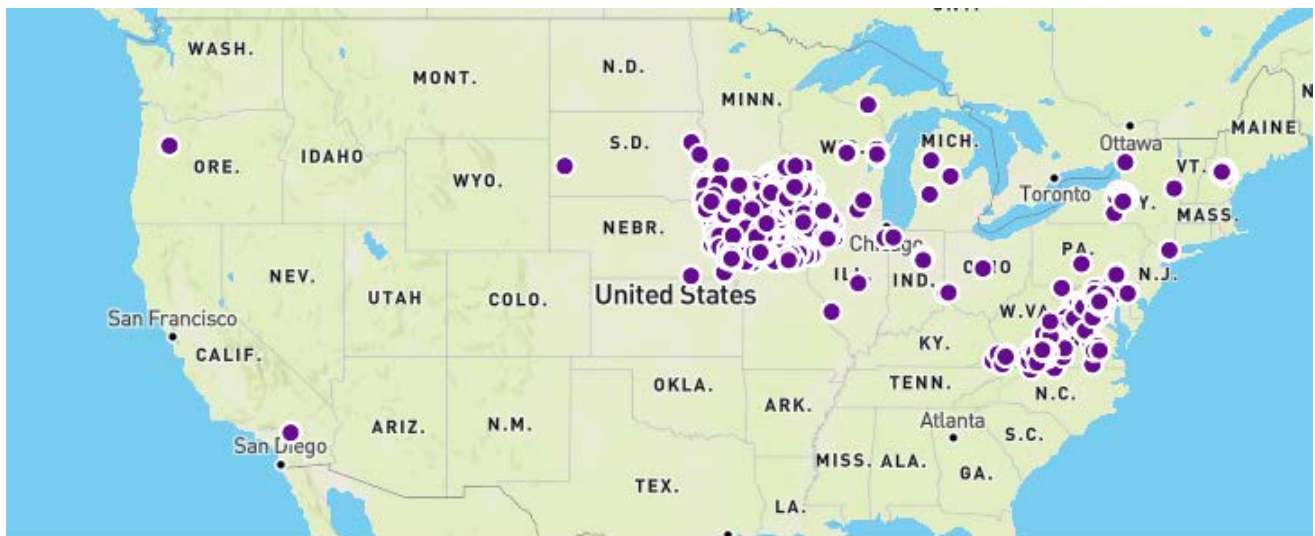 WASH.
MONT.
N.D.
MINN.
ORE.
IDAHO
S.D.
MICH.
Ottawa
MAINE
WYO.
VT.
Toronto
MASS.
NEBR.
Chicago
PA.
NEV.
UTAH
COLO.
United States
IND.
N.J.
San Francisco
CALIF.
KY.
OKLA.
TENN.
N.C.
ARIZ.
N.M.
ARK.
Atlanta
S.C.
San Diego
TEX.
MISS.
ALA.
GA.
LA.